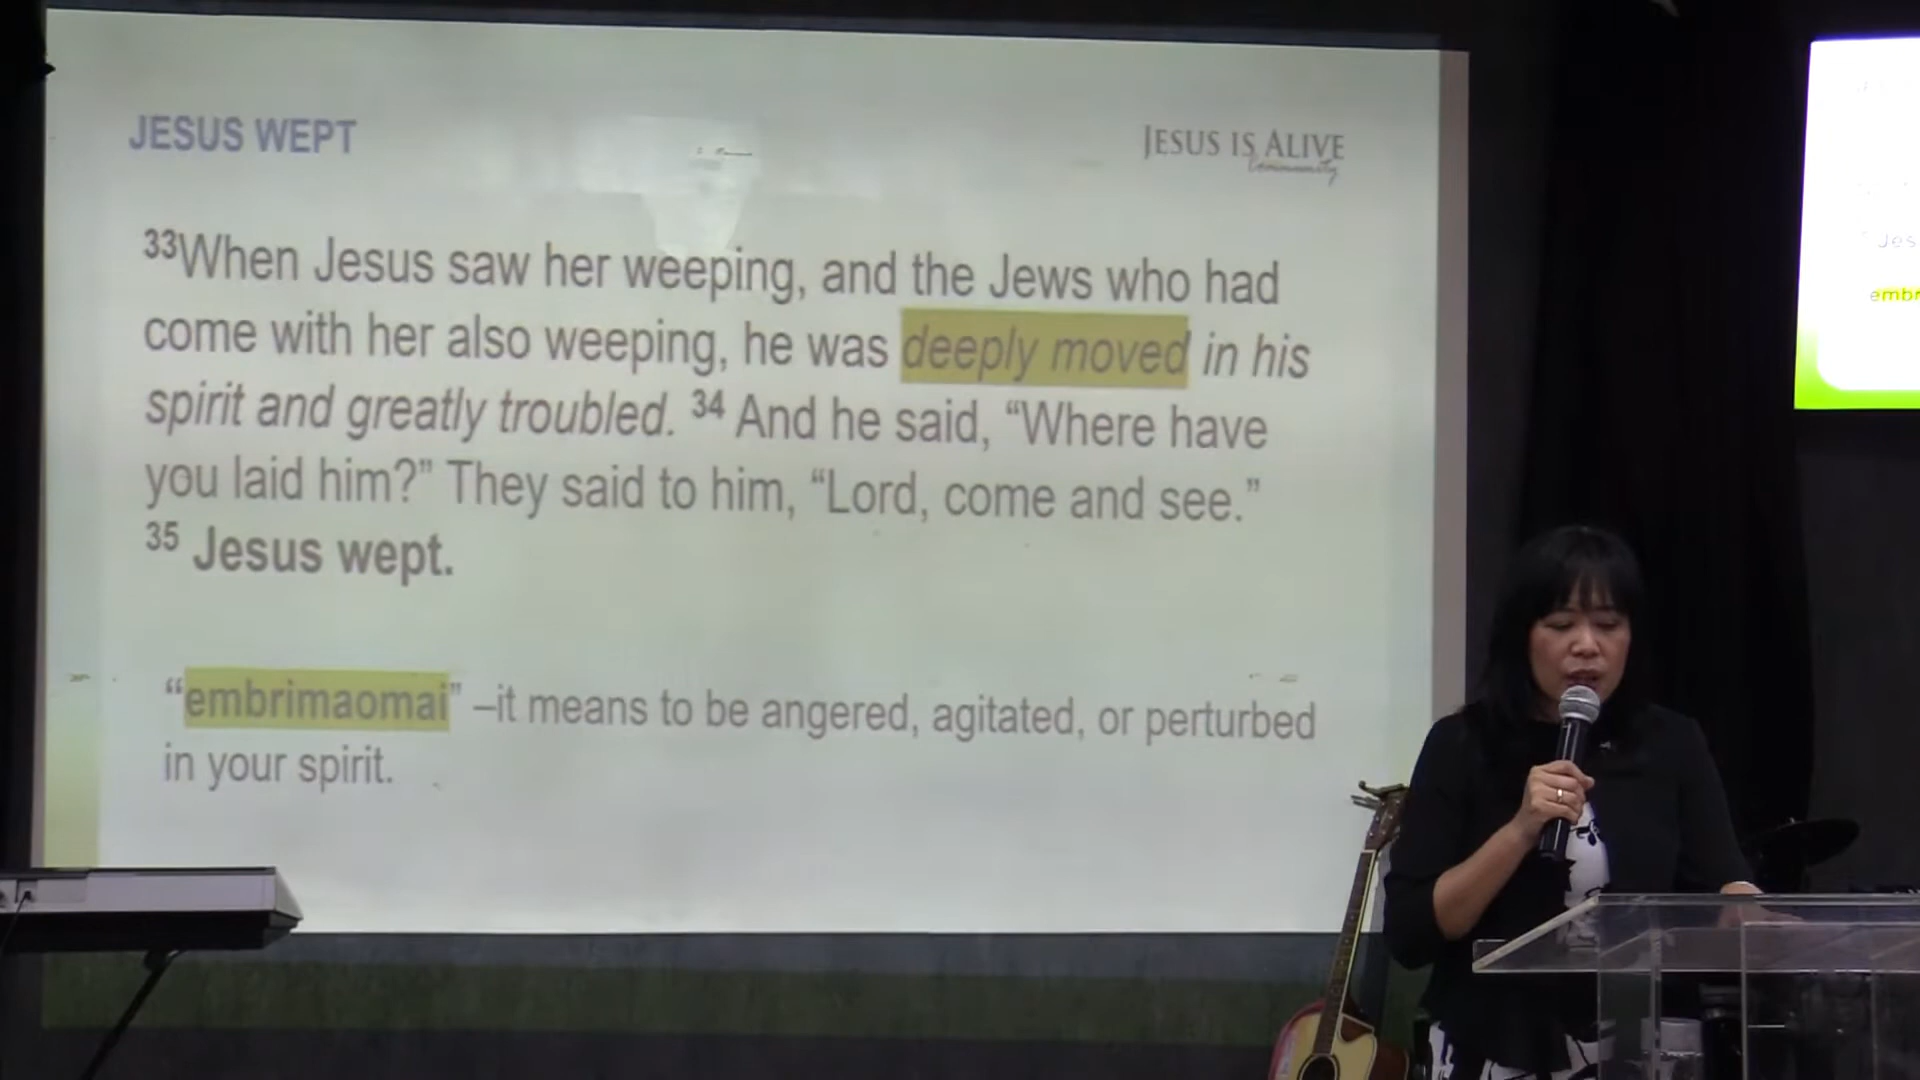 JESUS WEPT
JESUS IS ALIVE
Community
33When Jesus saw her weeping, and the Jews who had
come with her also weeping, he was deeply moved in his
spirit and greatly troubled. 34 And he said, “Where have
you laid him?” They said to him, “Lord, come and see.”
35 Jesus wept.
“embrimaomai” –it means to be angered, agitated, or perturbed
in your spirit.
Jes
embr